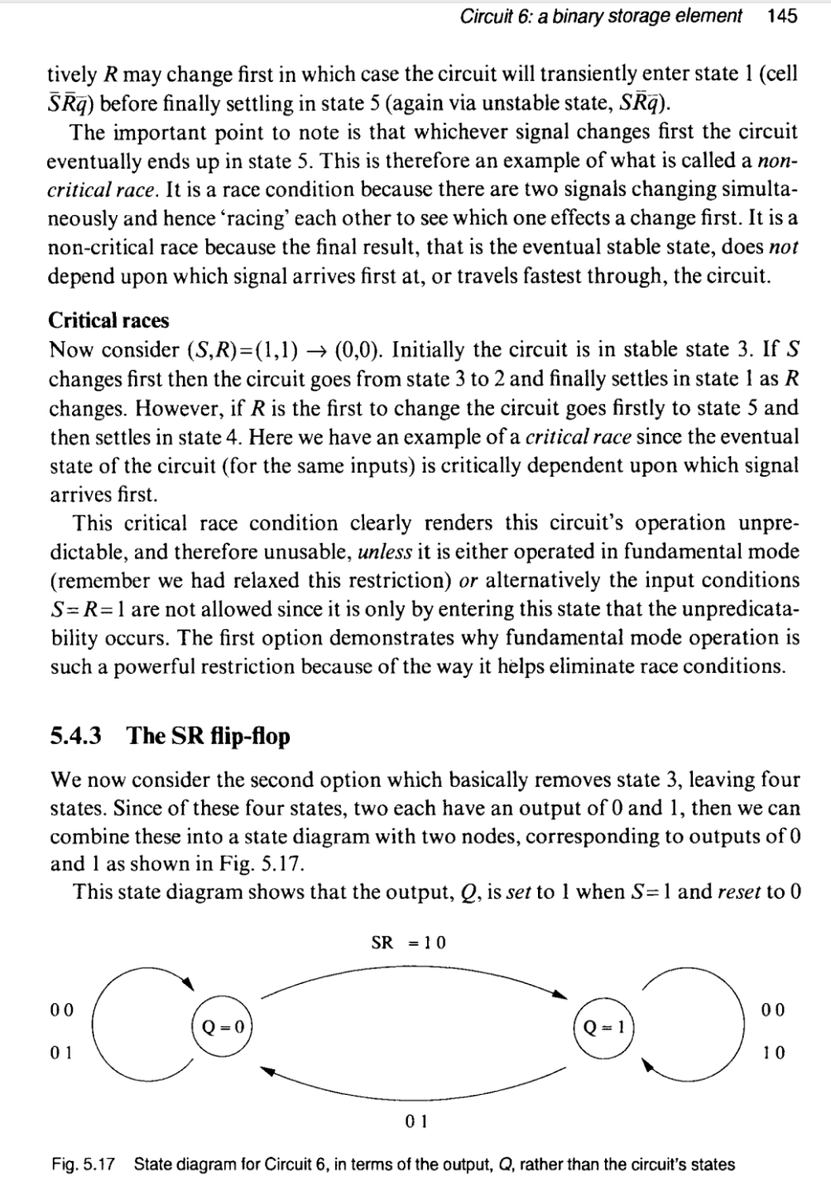 Circuit 6: a binary storage element 145
tively R may change first in which case the circuit will transiently enter state 1 (cell
S̄R̄q̄) before finally settling in state 5 (again via unstable state, SR̄q̄).
The important point to note is that whichever signal changes first the circuit
eventually ends up in state 5. This is therefore an example of what is called a non-
critical race. It is a race condition because there are two signals changing simulta-
neously and hence ‘racing’ each other to see which one effects a change first. It is a
non-critical race because the final result, that is the eventual stable state, does not
depend upon which signal arrives first at, or travels fastest through, the circuit.
Critical races
Now consider (S,R)=(1,1) → (0,0). Initially the circuit is in stable state 3. If S
changes first then the circuit goes from state 3 to 2 and finally settles in state 1 as R
changes. However, if R is the first to change the circuit goes firstly to state 5 and
then settles in state 4. Here we have an example of a critical race since the eventual
state of the circuit (for the same inputs) is critically dependent upon which signal
arrives first.
This critical race condition clearly renders this circuit’s operation unpre-
dictable, and therefore unusable, unless it is either operated in fundamental mode
(remember we had relaxed this restriction) or alternatively the input conditions
S=R=1 are not allowed since it is only by entering this state that the unpredicata-
bility occurs. The first option demonstrates why fundamental mode operation is
such a powerful restriction because of the way it helps eliminate race conditions.
5.4.3 The SR flip-flop
We now consider the second option which basically removes state 3, leaving four
states. Since of these four states, two each have an output of 0 and 1, then we can
combine these into a state diagram with two nodes, corresponding to outputs of 0
and 1 as shown in Fig. 5.17.
This state diagram shows that the output, Q, is set to 1 when S=1 and reset to 0
SR = 1 0
0 0
0 1
Q = 0
Q = 1
0 0
1 0
0 1
Fig. 5.17 State diagram for Circuit 6, in terms of the output, Q, rather than the circuit's states